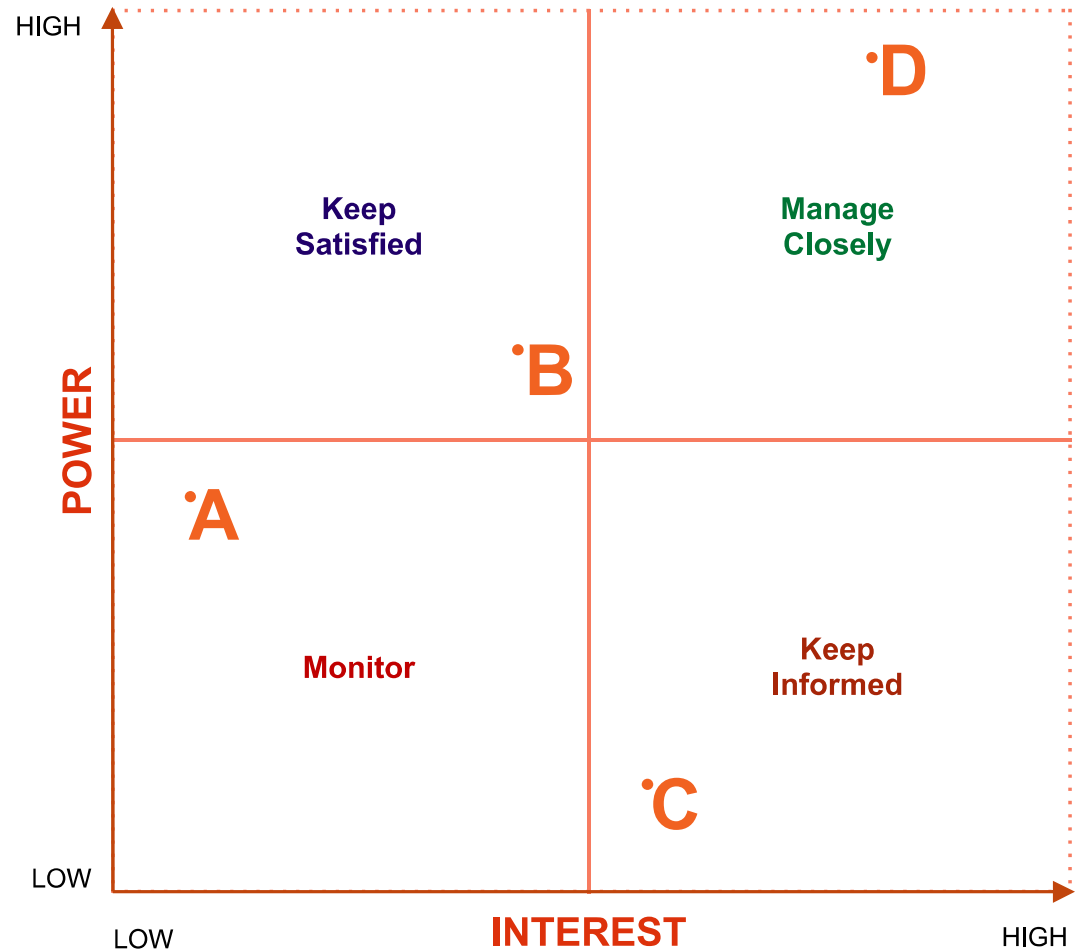 HIGH
D
Keep
Satisfied
Manage
Closely
B
POWER
A
Monitor
Keep
Informed
C
LOW
LOW
INTEREST
HIGH